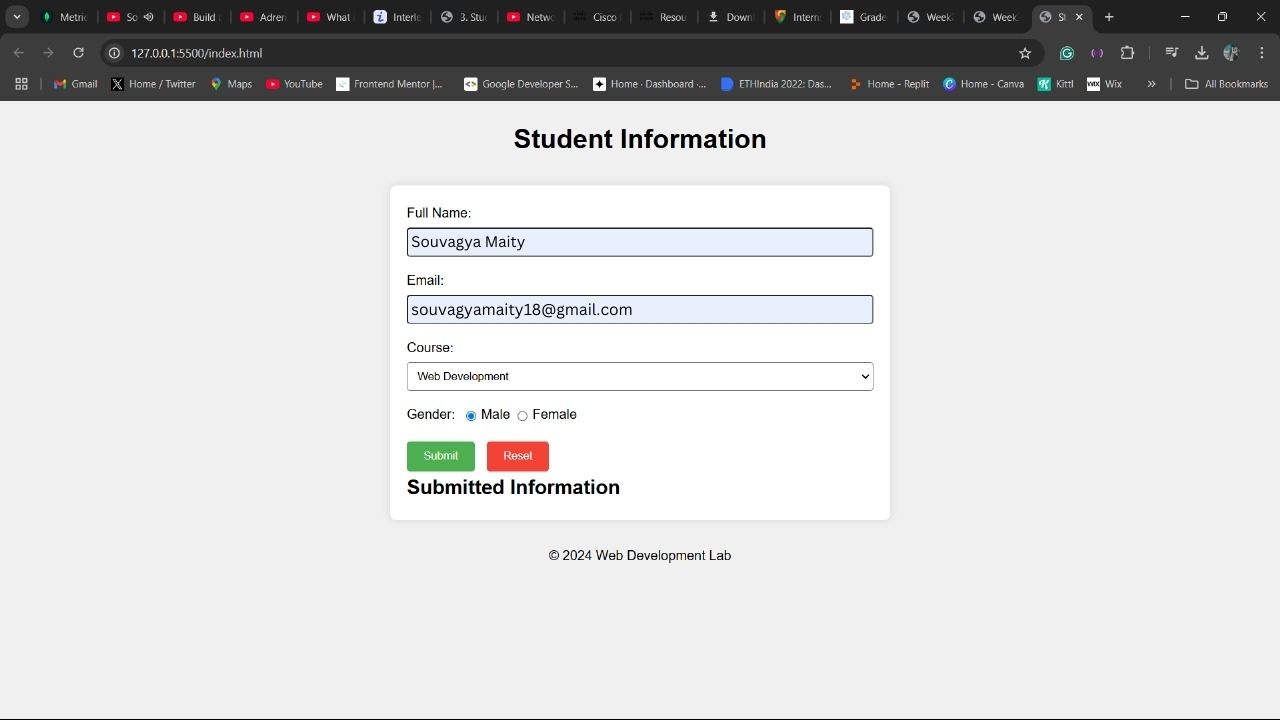 Metric
So Y
Build
Adren
What
Interio
3. Stuc
Netwo
Cisco
Resou
Down
Intern
Grade
Week
Week
St
127.0.0.1:5500/index.html
Gmail Home / Twitter Maps YouTube Frontend Mentor |... Google Developer S... Home · Dashboard ·... ETHIndia 2022: Das... Home - Replit Home - Canva Kittl WIX Wix » All Bookmarks
Student Information
Full Name:
Souvagya Maity
Email:
souvagyamaity18@gmail.com
Course:
Web Development
Gender: Male Female
Submit Reset
Submitted Information
© 2024 Web Development Lab